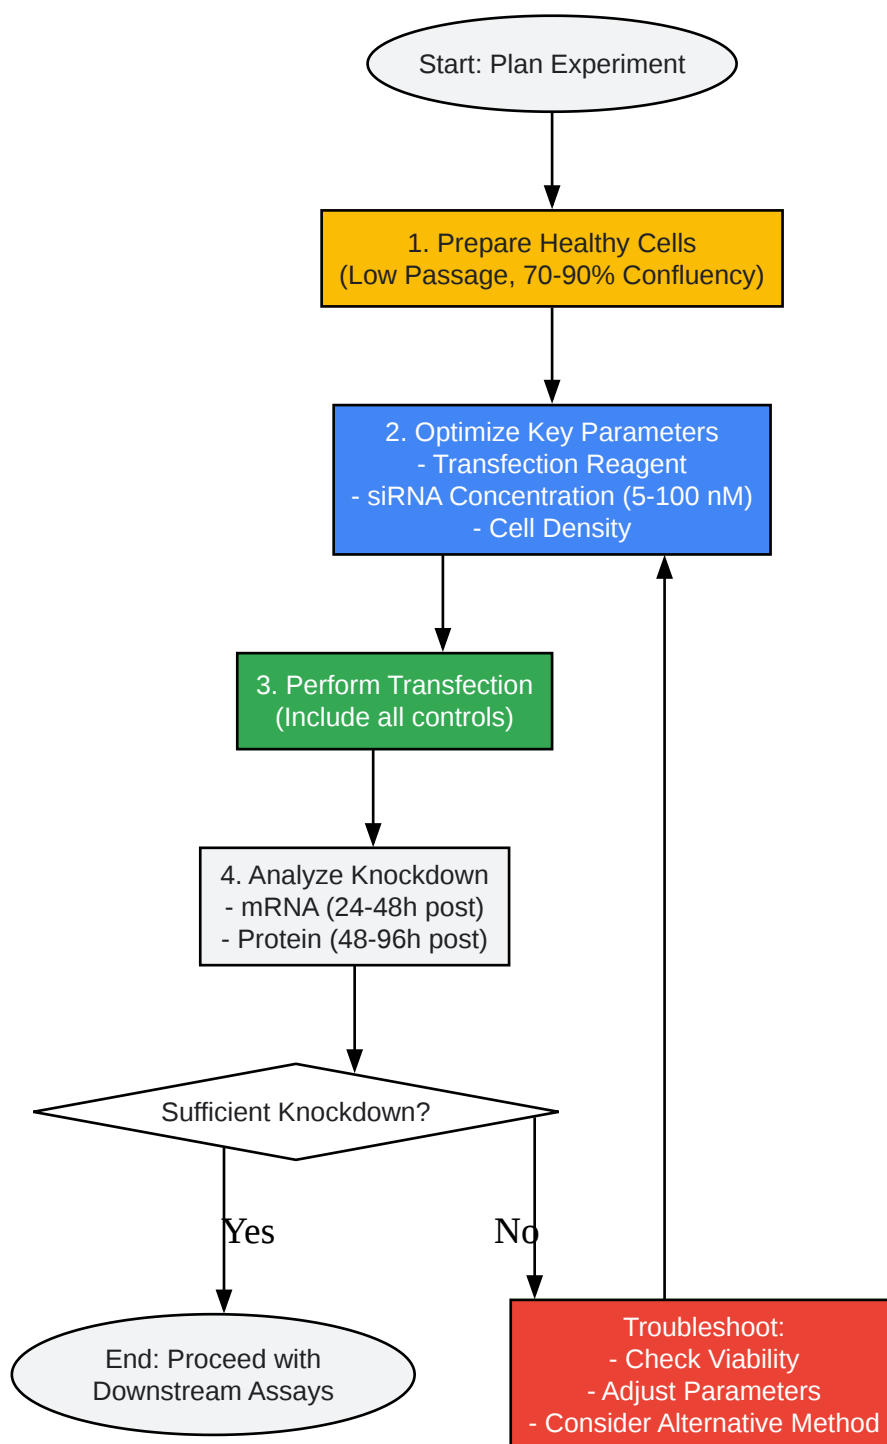 Start: Plan Experiment
1. Prepare Healthy Cells
(Low Passage, 70-90% Confluency)
2. Optimize Key Parameters
- Transfection Reagent
- siRNA Concentration (5-100 nM)
- Cell Density
3. Perform Transfection
(Include all controls)
4. Analyze Knockdown
- mRNA (24-48h post)
- Protein (48-96h post)
Sufficient Knockdown?
Yes
No
End: Proceed with
Downstream Assays
Troubleshoot:
- Check Viability
- Adjust Parameters
- Consider Alternative Method